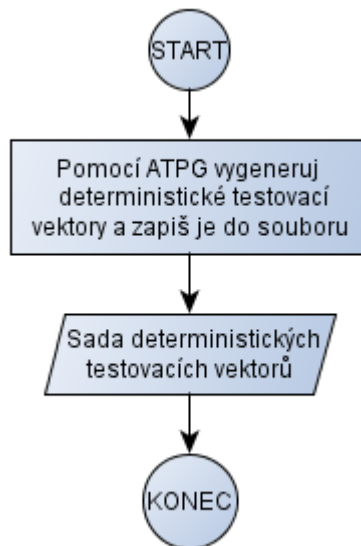 START
Pomocí ATPG vygeneruj
deterministické testovací
vektory a zapiš je do souboru
Sada deterministických
testovacích vektorů
KONEC